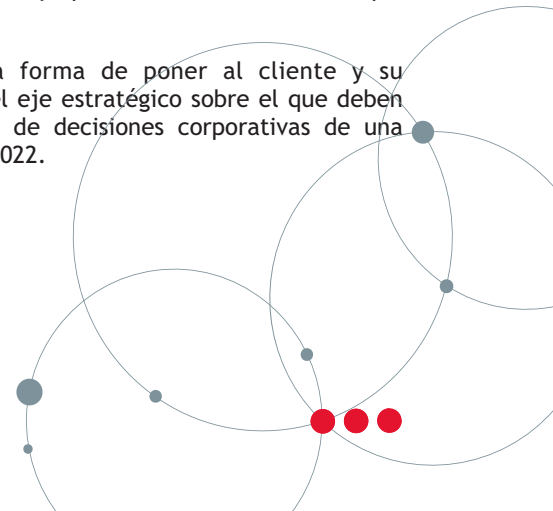 forma de poner al cliente y su
eje estratégico sobre el que deben
de decisiones corporativas de una
022.